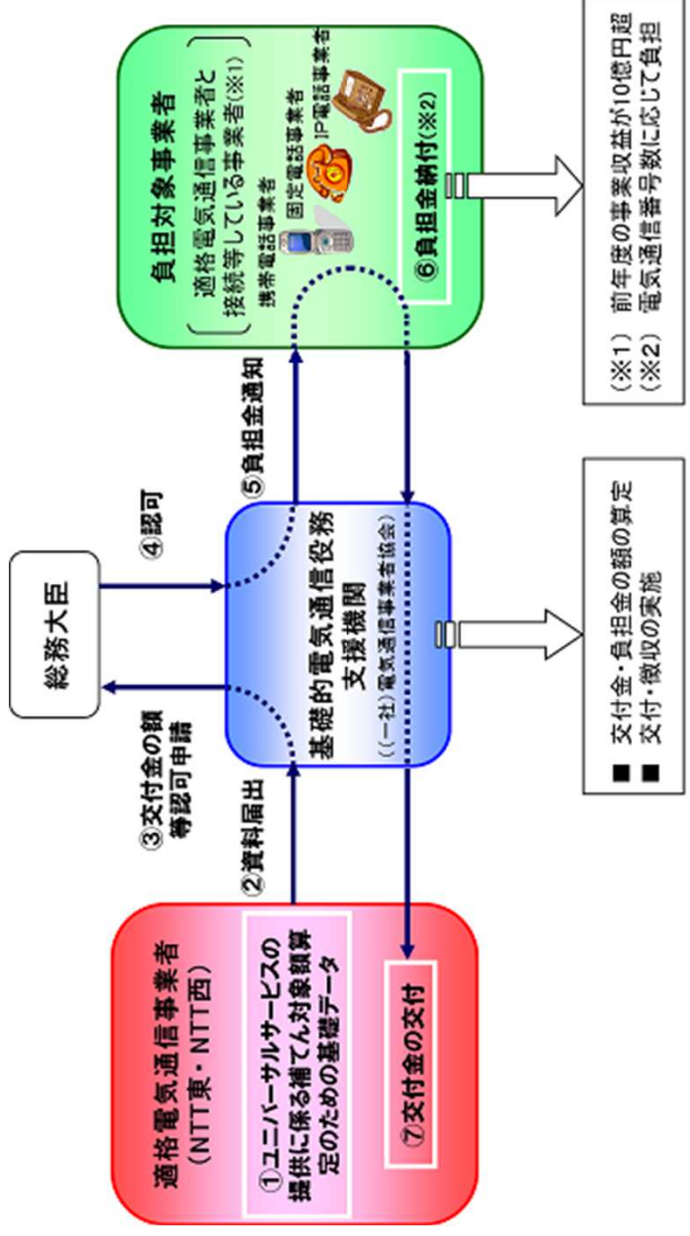 総務大臣
③交付金の額
等認可申請
④認可
適格電気通信事業者
(NTT東・NTT西)
①ユニバーサルサービスの
提供に係る補てん対象額算
定のための基礎データ
⑦交付金の交付
②資料届出
基礎的電気通信役務
支援機関
((一社)電気通信事業者協会)
⑤負担金通知
負担対象事業者
適格電気通信事業者と
接続等している事業者(※1)
携帯電話事業者
固定電話事業者
IP電話事業者
⑥負担金納付(※2)
■ 交付金・負担金の額の算定
■ 交付・徴収の実施
(※1) 前年度の事業収益が10億円超
(※2) 電気通信番号数に応じて負担